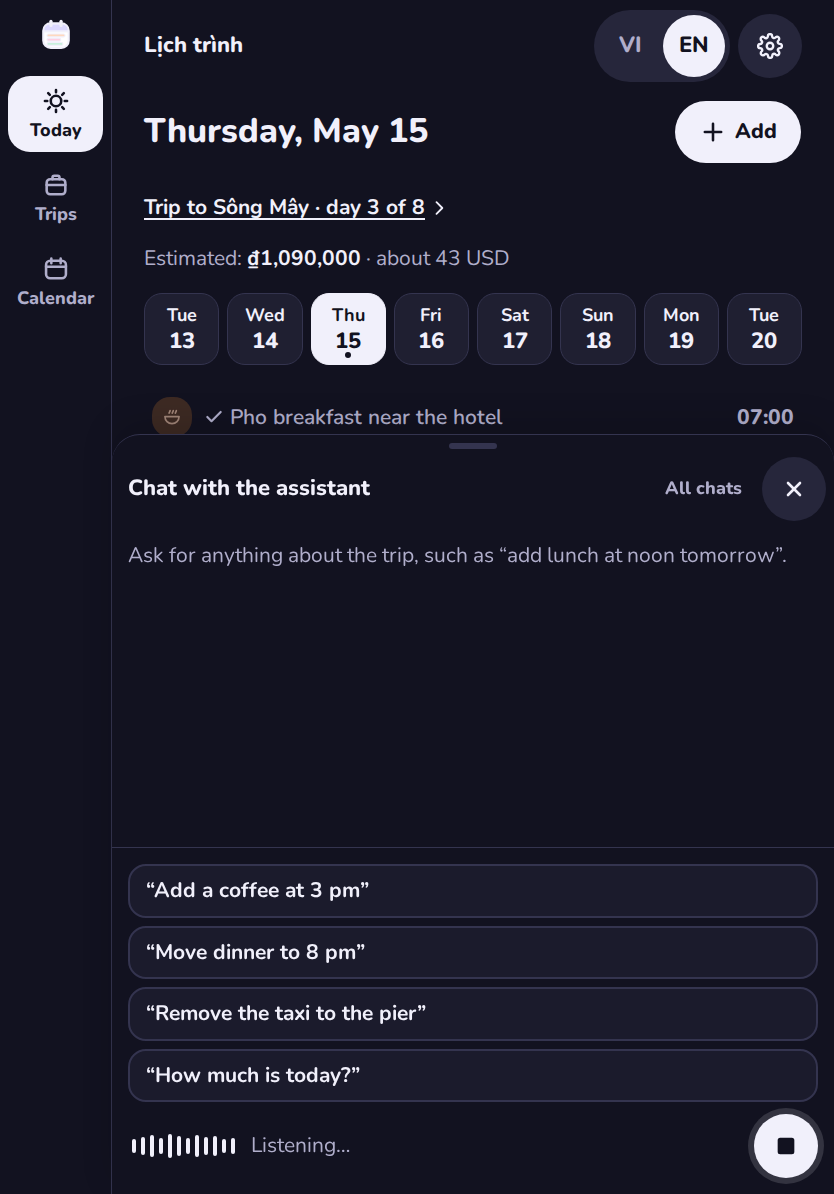 Lịch trình
VI
EN
Today
Trips
Calendar
Thursday, May 15
Add
Trip to Sông Mây · day 3 of 8
Estimated: ₫1,090,000 · about 43 USD
Tue
13
Wed
14
Thu
15
Fri
16
Sat
17
Sun
18
Mon
19
Tue
20
Pho breakfast near the hotel
07:00
Chat with the assistant
All chats
Ask for anything about the trip, such as “add lunch at noon tomorrow”.
“Add a coffee at 3 pm”
“Move dinner to 8 pm”
“Remove the taxi to the pier”
“How much is today?”
Listening...